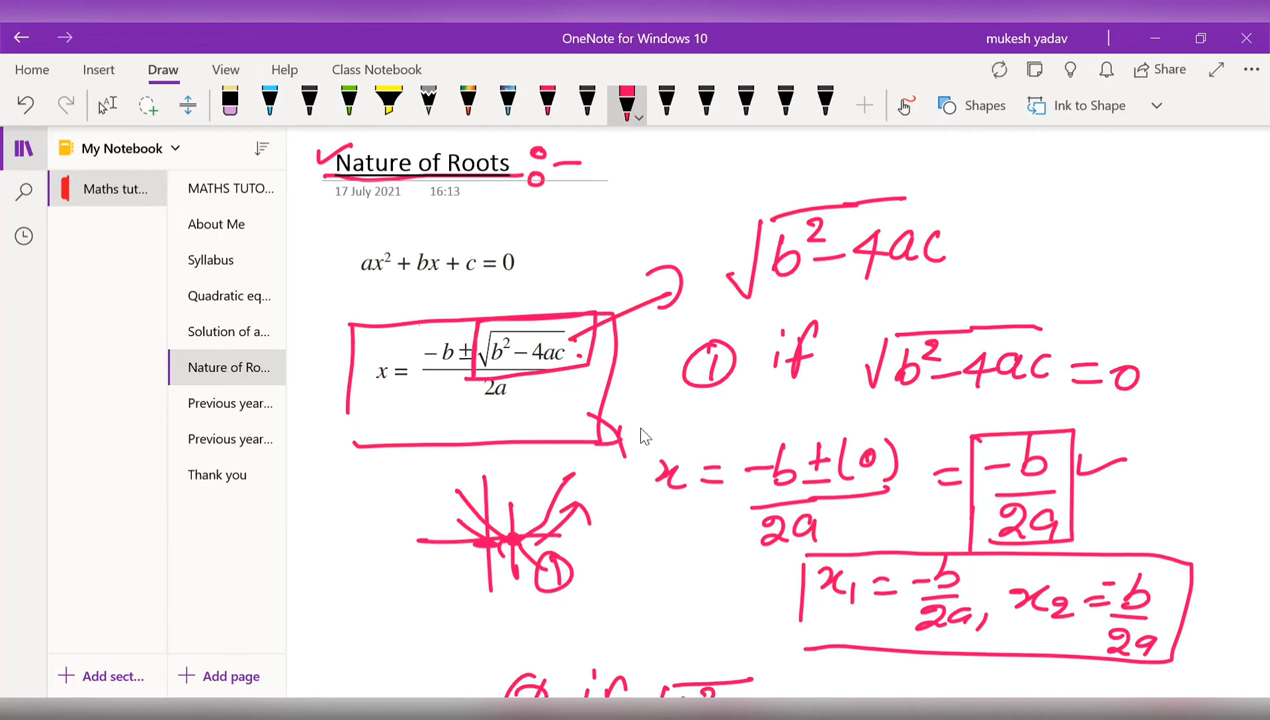 OneNote for Windows 10
mukesh yadav
Home Insert Draw View Help Class Notebook
Share
Shapes
Ink to Shape
My Notebook
Maths tut...
MATHS TUTO...
About Me
Syllabus
Quadratic eq...
Solution of a...
Nature of Ro...
Previous year...
Previous year...
Thank you
Add sect...
Add page
Nature of Roots :-
17 July 2021 16:13
ax² + bx + c = 0
x = (-b ± √(b² − 4ac))/2a
√(b² − 4ac)
① if √(b² − 4ac) = 0
x = (-b ± (0))/2a = -b/2a ✓
x₁ = -b/2a, x₂ = -b/2a
①
② if